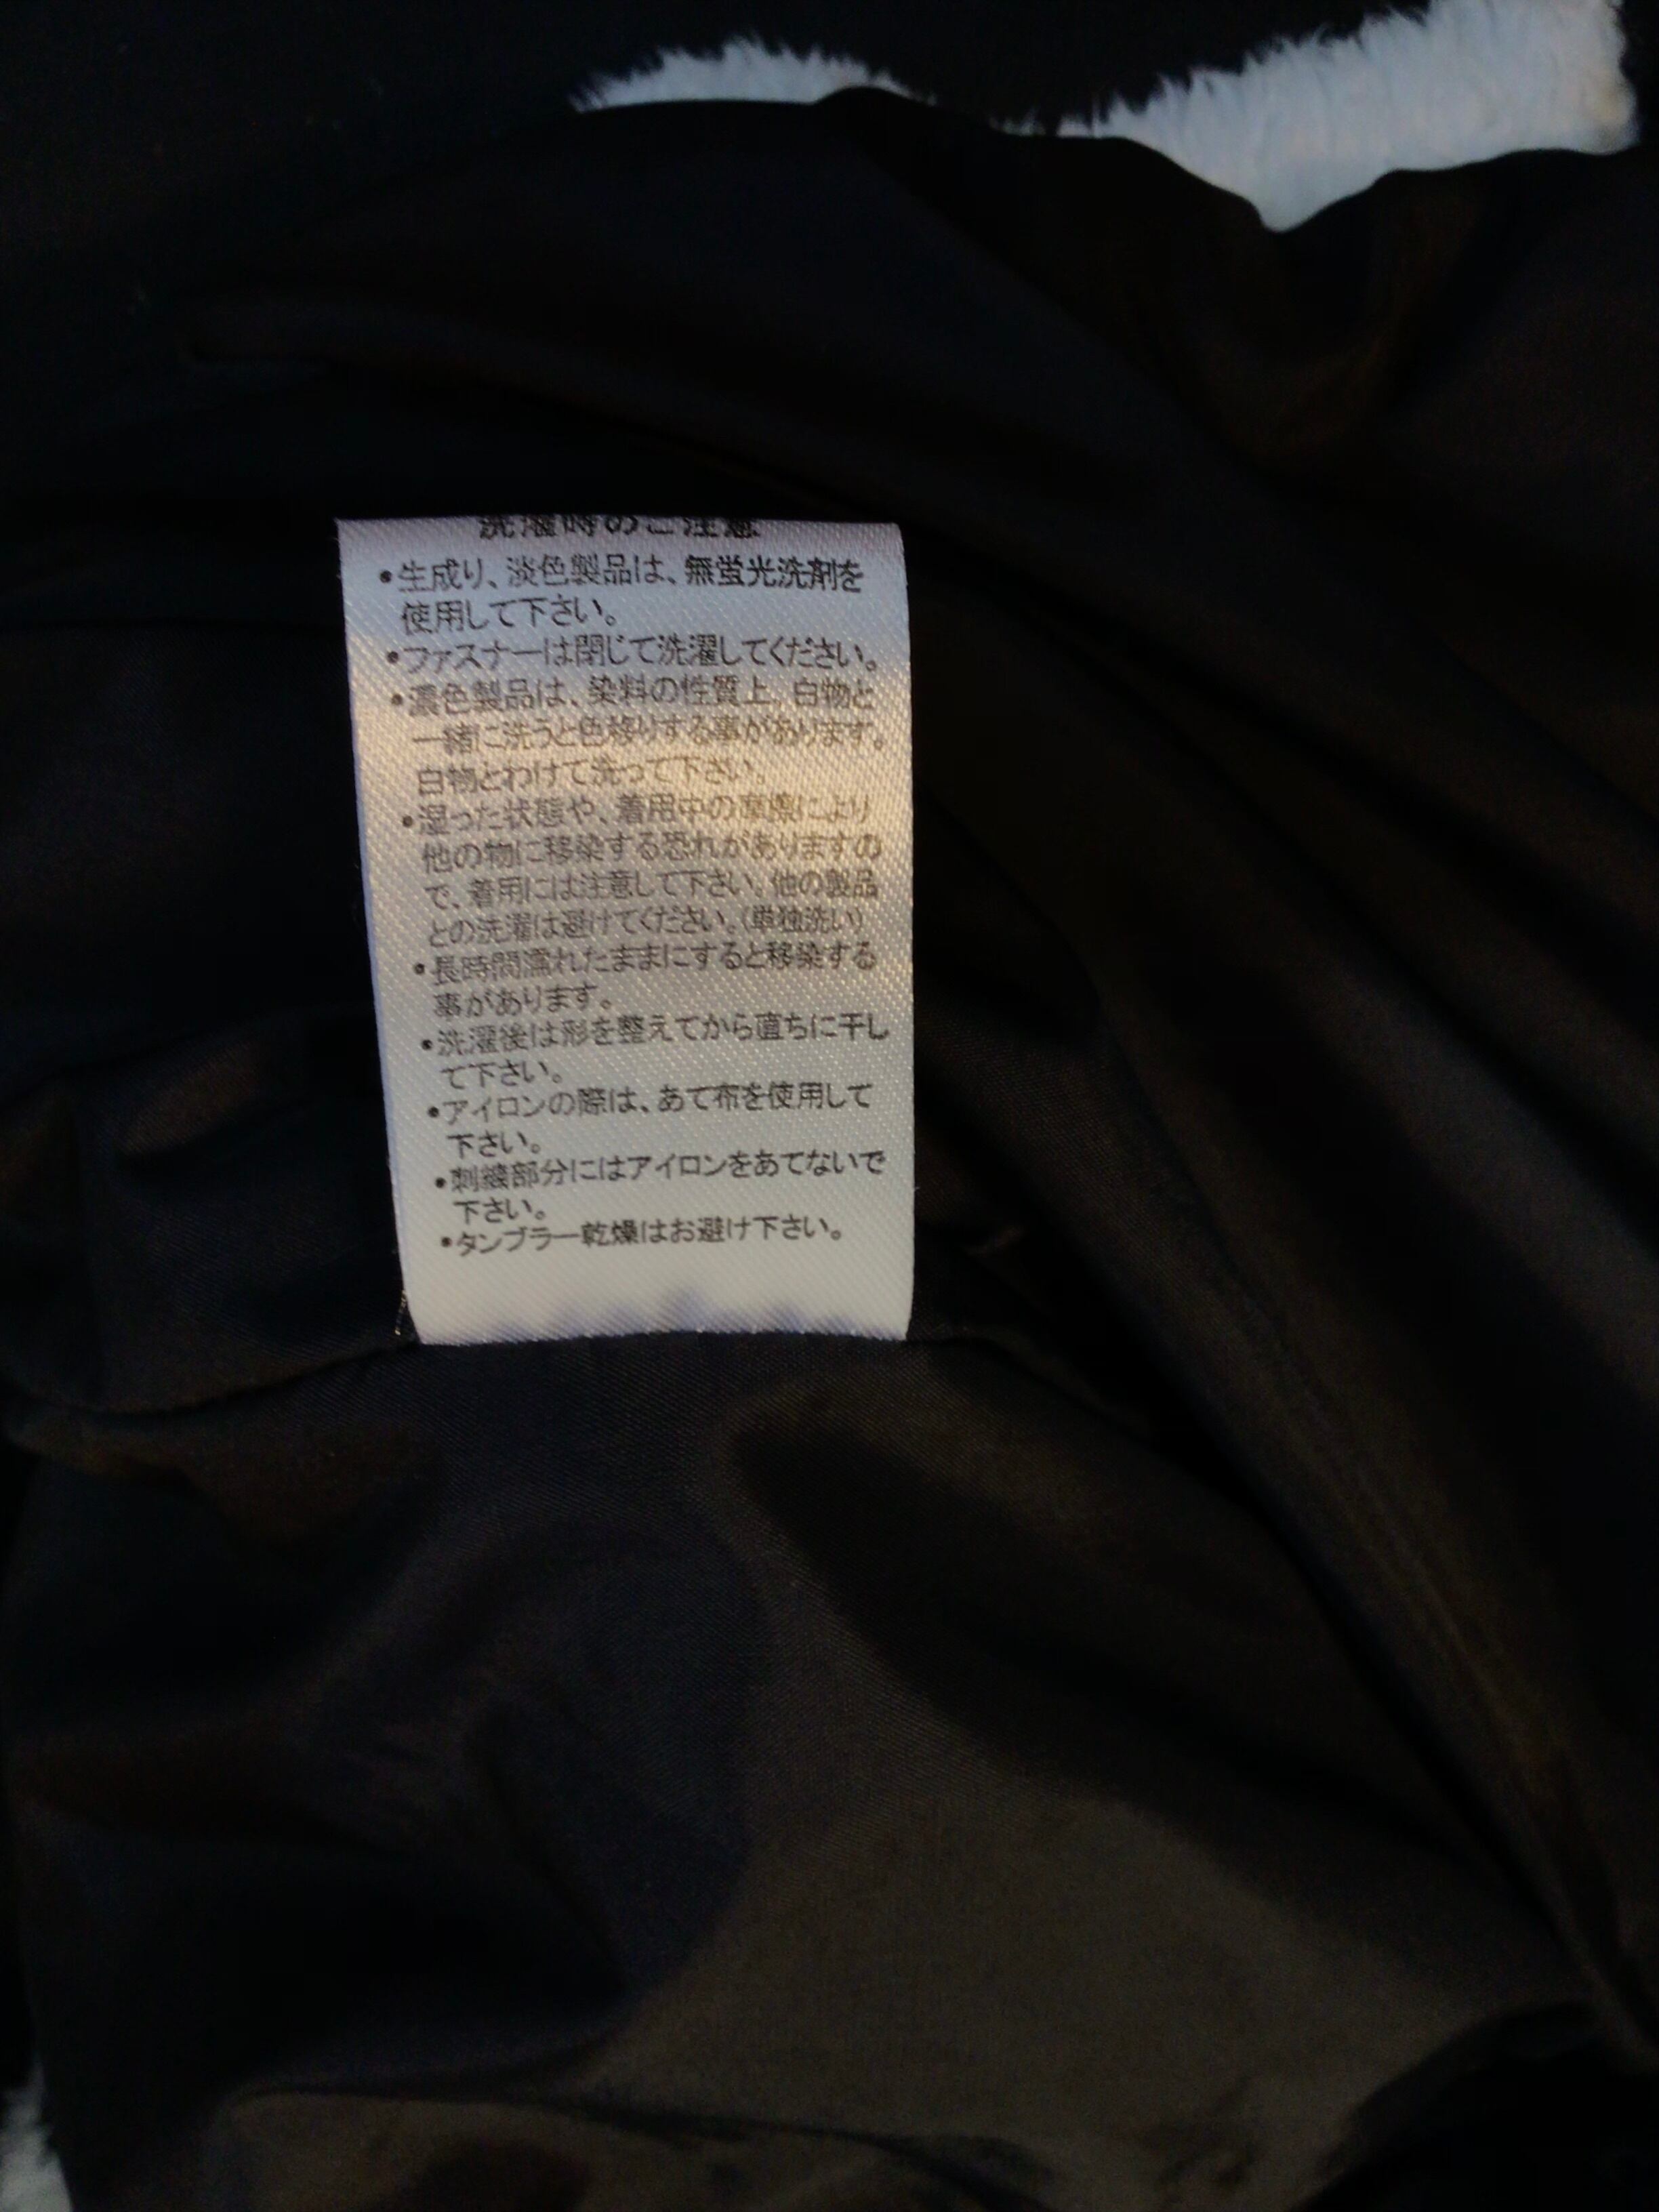 洗濯時のご注意
•生成り、淡色製品は、無蛍光洗剤を
使用して下さい。
•ファスナーは閉じて洗濯してください。
•濃色製品は、染料の性質上、白物と
一緒に洗うと色移りする事があります。
白物とわけて洗って下さい。
•湿った状態や、着用中の摩擦により
他の物に移染する恐れがありますの
で、着用には注意して下さい。他の製品
との洗濯は避けてください。(単独洗い)
•長時間濡れたままにすると移染する
事があります。
•洗濯後は形を整えてから直ちに干し
て下さい。
•アイロンの際は、あて布を使用して
下さい。
•刺繍部分にはアイロンをあてないで
下さい。
•タンブラー乾燥はお避け下さい。